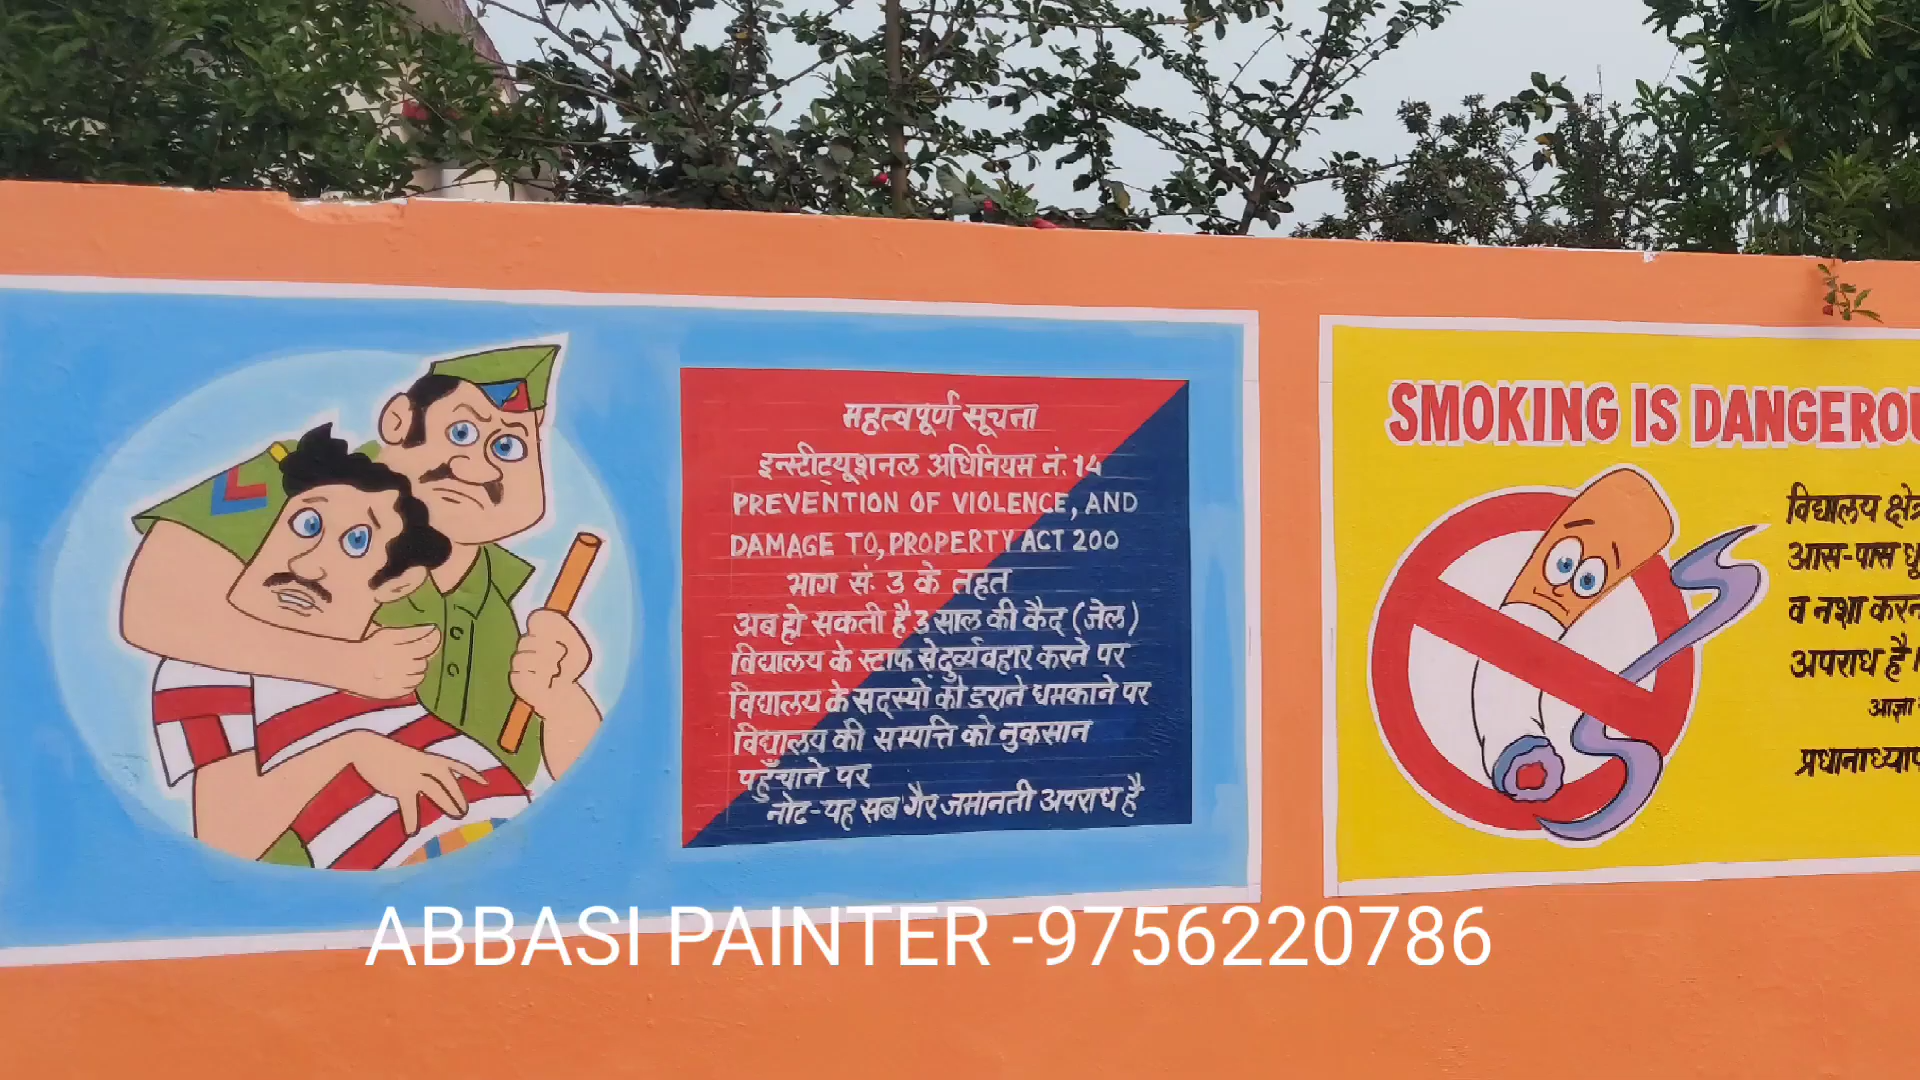 महत्वपूर्ण सूचना
इन्स्टीट्यूशनल अधिनियम नं. 14
PREVENTION OF VIOLENCE, AND
DAMAGE TO, PROPERTY ACT 200
भाग सं. 3 के तहत
अब हो सकती है 3 साल की कैद (जेल)
विद्यालय के स्टाफ से दुर्व्यवहार करने पर
विद्यालय के सदस्यों को डराने धमकाने पर
विद्यालय की सम्पत्ति को नुकसान
पहुँचाने पर
नोट-यह सब गैर जमानती अपराध है
SMOKING IS DANGEROU
विद्यालय क्षेत्र
आस-पास धू
व नशा करन
अपराध है।
आज्ञा
प्रधानाध्याप
ABBASI PAINTER -9756220786